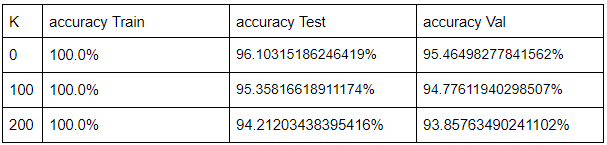 K accuracy Train accuracy Test accuracy Val
0 100.0% 96.10315186246419% 95.46498277841562%
100 100.0% 95.35816618911174% 94.77611940298507%
200 100.0% 94.21203438395416% 93.85763490241102%